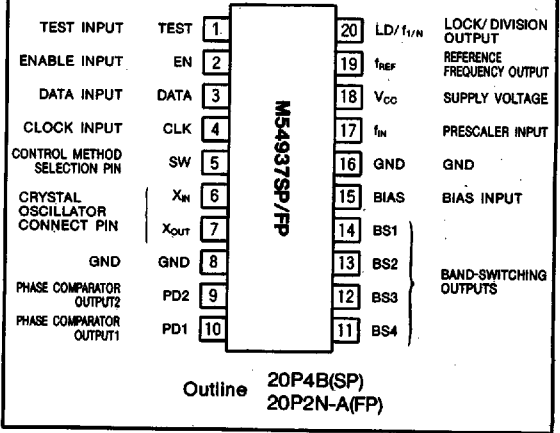 TEST INPUT TEST 1 20 LD/f1/N LOCK/DIVISION OUTPUT
ENABLE INPUT EN 2 19 fREF REFERENCE FREQUENCY OUTPUT
DATA INPUT DATA 3 18 VCC SUPPLY VOLTAGE
CLOCK INPUT CLK 4 17 fIN PRESCALER INPUT
CONTROL METHOD SELECTION PIN SW 5 16 GND GND
CRYSTAL OSCILLATOR CONNECT PIN XIN 6 15 BIAS BIAS INPUT
XOUT 7 14 BS1
GND GND 8 13 BS2 BAND-SWITCHING OUTPUTS
PHASE COMPARATOR OUTPUT2 PD2 9 12 BS3
PHASE COMPARATOR OUTPUT1 PD1 10 11 BS4
M54937SP/FP
Outline 20P4B(SP)
20P2N-A(FP)